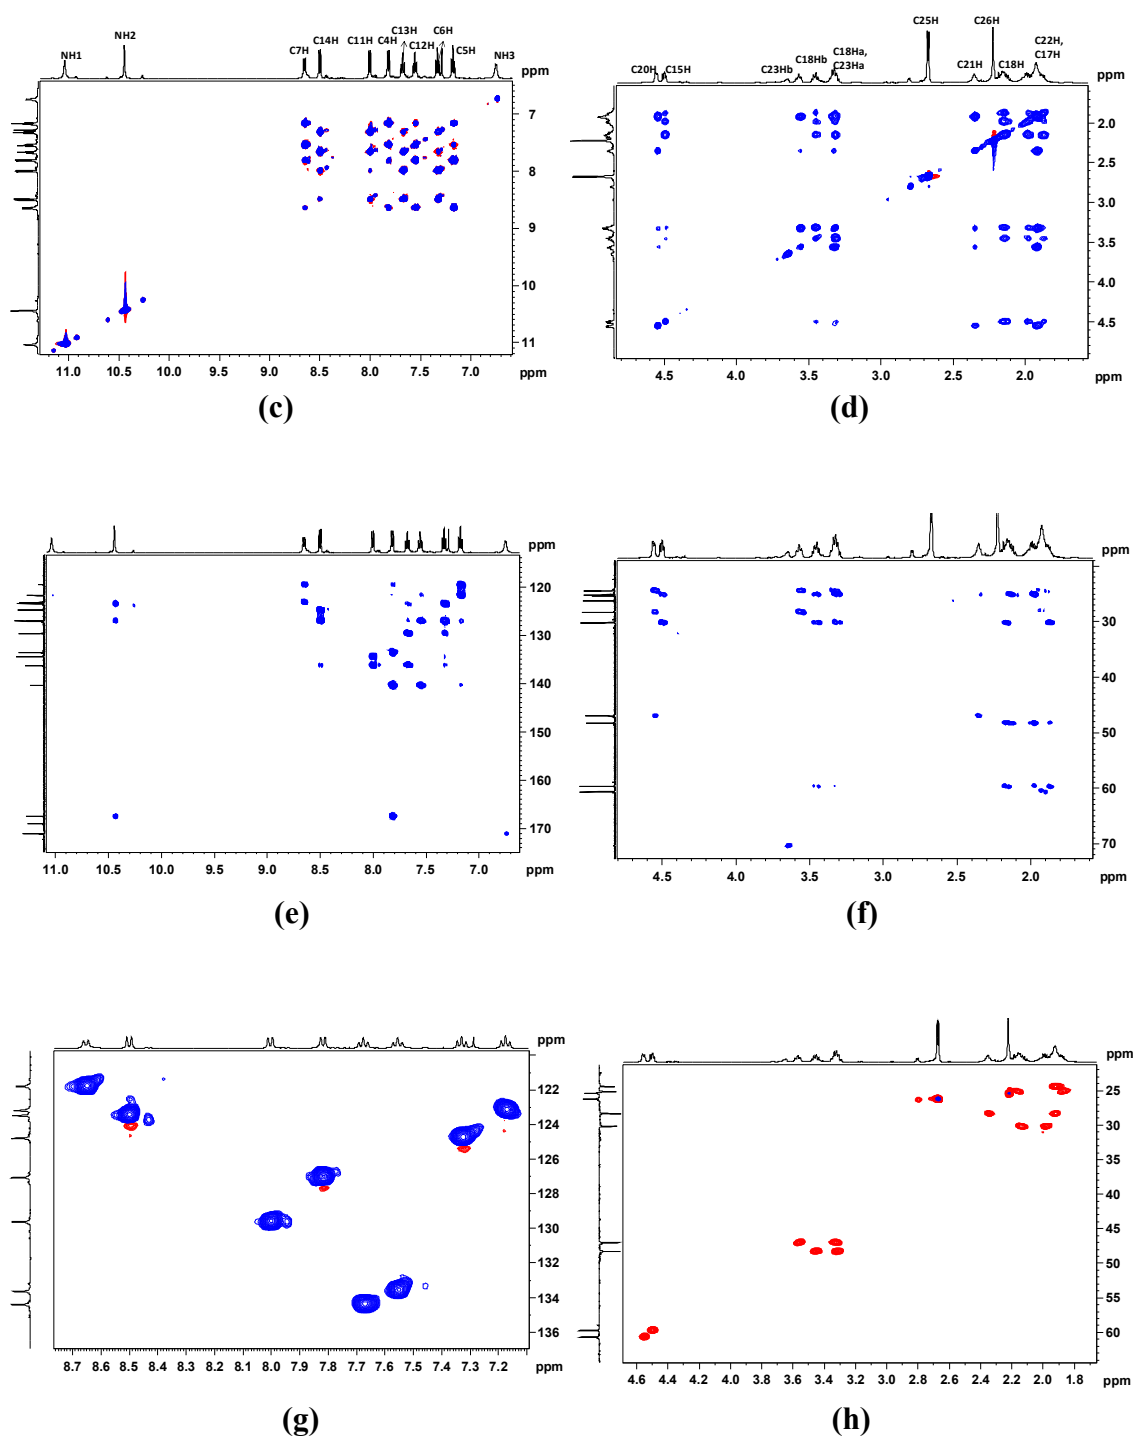 NH1
NH2
C7H
C14H
C11H
C4H
C13H
C12H
C6H
C5H
NH3
ppm
7
8
9
10
11
11.0 10.5 10.0 9.5 9.0 8.5 8.0 7.5 7.0
ppm
(c)
C20H
C15H
C23Hb
C18Hb
C18Ha,
C23Ha
C25H
C21H
C26H
C18H
C22H,
C17H
ppm
2.0
2.5
3.0
3.5
4.0
4.5
4.5 4.0 3.5 3.0 2.5 2.0
ppm
(d)
ppm
120
130
140
150
160
170
11.0 10.5 10.0 9.5 9.0 8.5 8.0 7.5 7.0
ppm
(e)
ppm
30
40
50
60
70
4.5 4.0 3.5 3.0 2.5 2.0
ppm
(f)
ppm
122
124
126
128
130
132
134
136
8.7 8.6 8.5 8.4 8.3 8.2 8.1 8.0 7.9 7.8 7.7 7.6 7.5 7.4 7.3 7.2
ppm
(g)
ppm
25
30
35
40
45
50
55
60
4.6 4.4 4.2 4.0 3.8 3.6 3.4 3.2 3.0 2.8 2.6 2.4 2.2 2.0 1.8
ppm
(h)